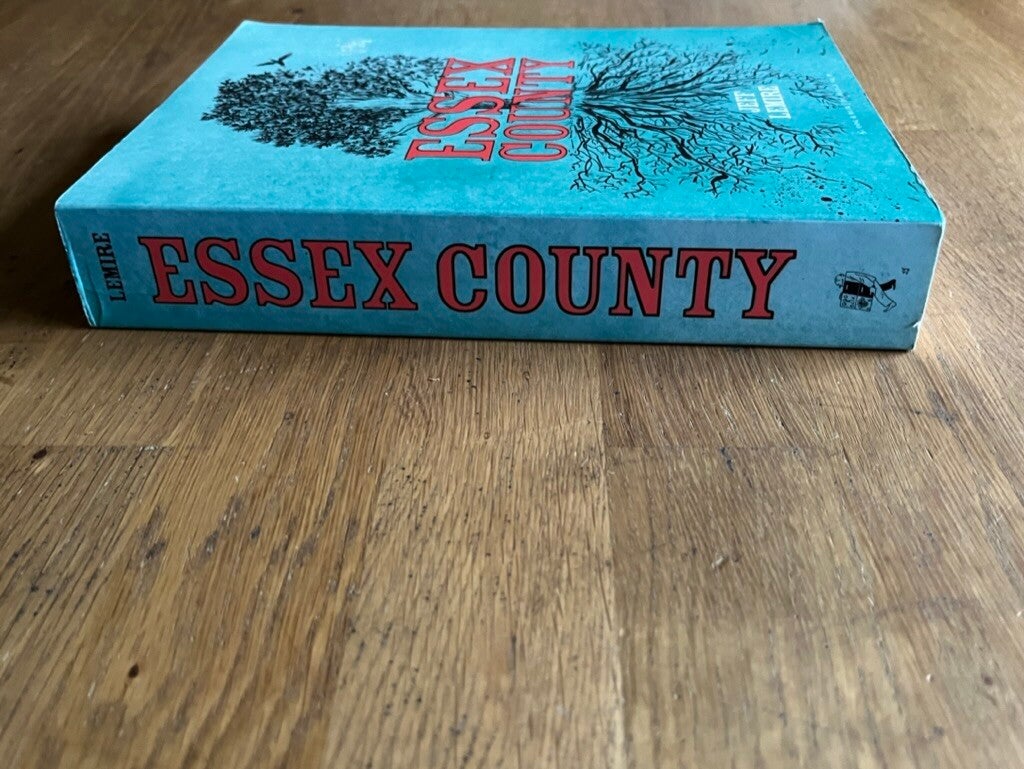 ESSEX
COUNTY
JEFF
LEMIRE
LEMIRE
ESSEX COUNTY